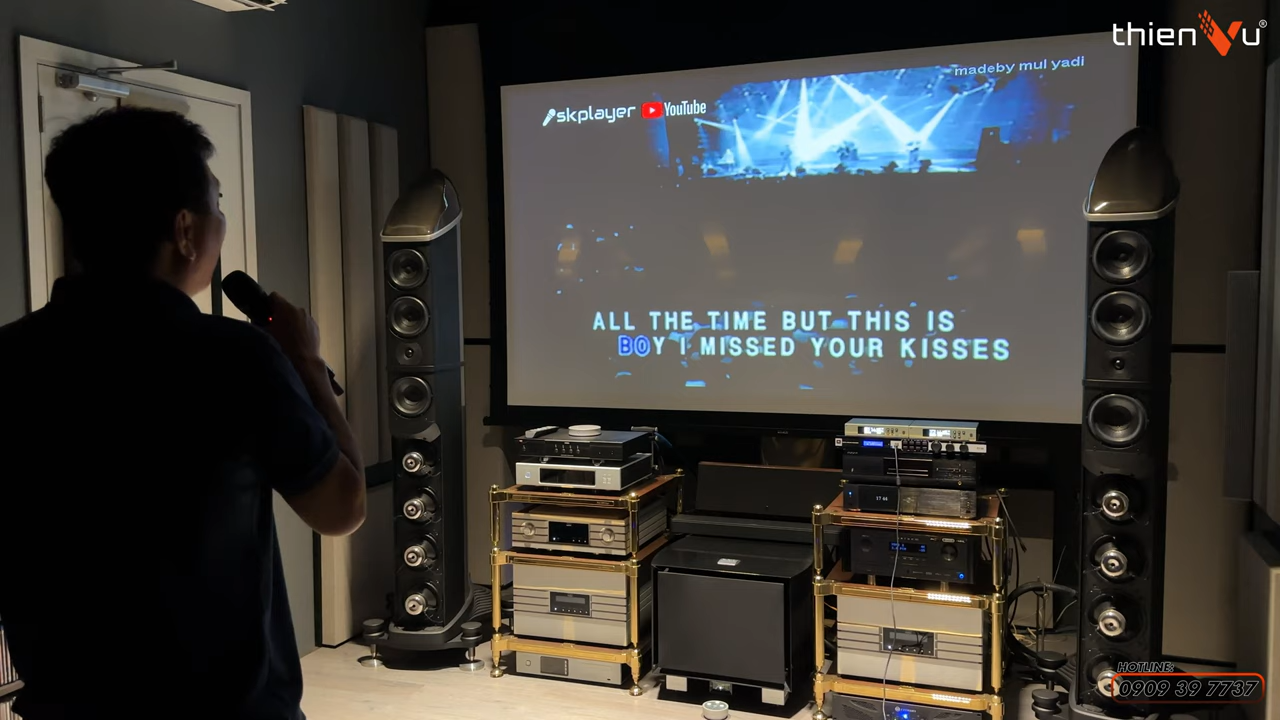 thienVu®
madeby mul yadi
skplayer YouTube
ALL THE TIME BUT THIS IS
BOY I MISSED YOUR KISSES
HOTLINE:
0909 39 7737